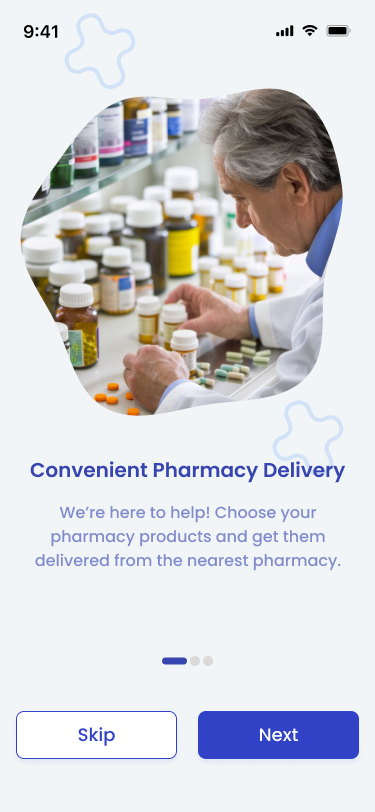 9:41
Convenient Pharmacy Delivery
We’re here to help! Choose your
pharmacy products and get them
delivered from the nearest pharmacy.
Skip
Next